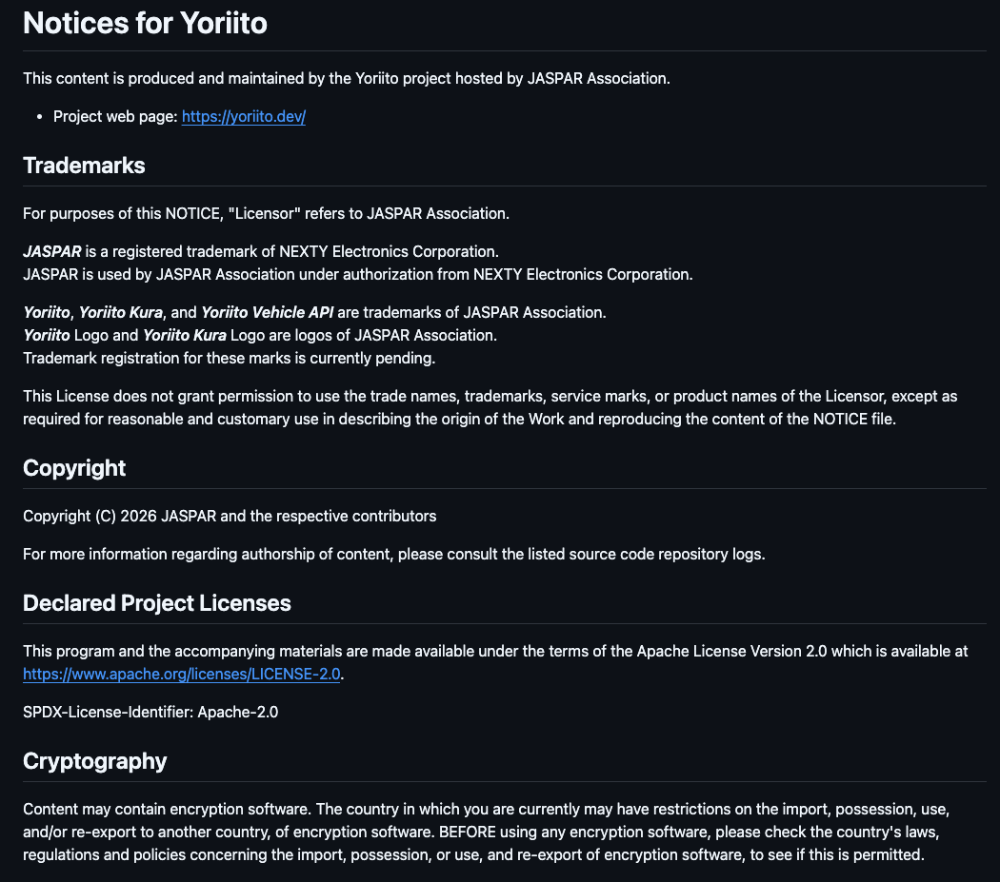 Notices for Yoriito
This content is produced and maintained by the Yoriito project hosted by JASPAR Association.
• Project web page: https://yoriito.dev/
Trademarks
For purposes of this NOTICE, "Licensor" refers to JASPAR Association.
JASPAR is a registered trademark of NEXTY Electronics Corporation.
JASPAR is used by JASPAR Association under authorization from NEXTY Electronics Corporation.
Yoriito, Yoriito Kura, and Yoriito Vehicle API are trademarks of JASPAR Association.
Yoriito Logo and Yoriito Kura Logo are logos of JASPAR Association.
Trademark registration for these marks is currently pending.
This License does not grant permission to use the trade names, trademarks, service marks, or product names of the Licensor, except as
required for reasonable and customary use in describing the origin of the Work and reproducing the content of the NOTICE file.
Copyright
Copyright (C) 2026 JASPAR and the respective contributors
For more information regarding authorship of content, please consult the listed source code repository logs.
Declared Project Licenses
This program and the accompanying materials are made available under the terms of the Apache License Version 2.0 which is available at
https://www.apache.org/licenses/LICENSE-2.0.
SPDX-License-Identifier: Apache-2.0
Cryptography
Content may contain encryption software. The country in which you are currently may have restrictions on the import, possession, use,
and/or re-export to another country, of encryption software. BEFORE using any encryption software, please check the country's laws,
regulations and policies concerning the import, possession, or use, and re-export of encryption software, to see if this is permitted.